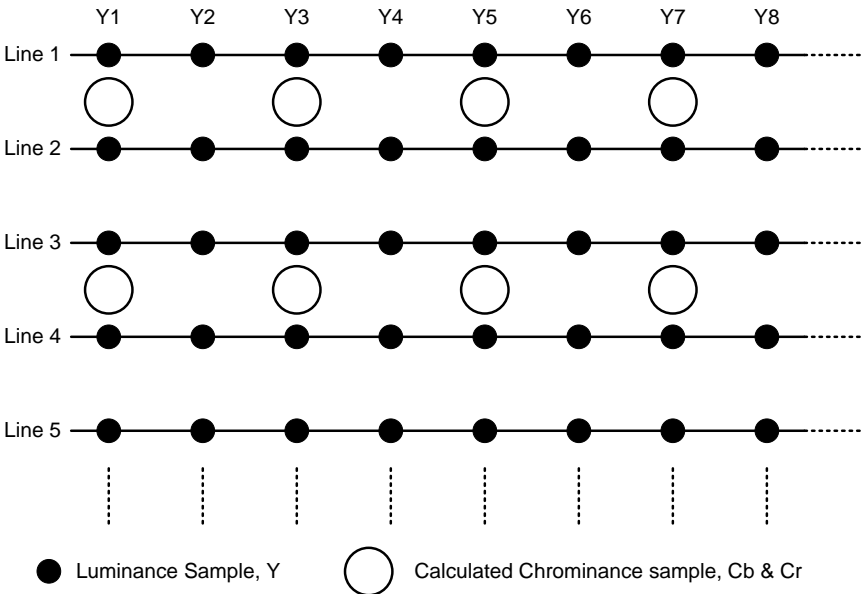 Y1 Y2 Y3 Y4 Y5 Y6 Y7 Y8
Line 1
Line 2
Line 3
Line 4
Line 5
Luminance Sample, Y
Calculated Chrominance sample, Cb & Cr